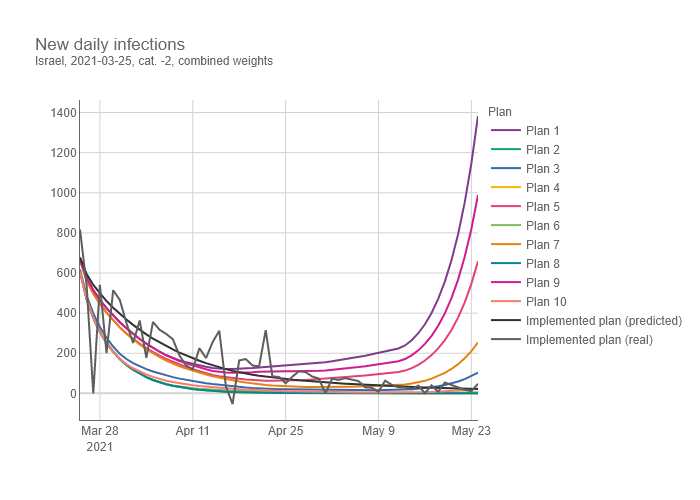 New daily infections
Israel, 2021-03-25, cat. -2, combined weights
Plan
1400
1200
1000
800
600
400
200
0
Mar 28
2021
Apr 11
Apr 25
May 9
May 23
Plan 1
Plan 2
Plan 3
Plan 4
Plan 5
Plan 6
Plan 7
Plan 8
Plan 9
Plan 10
Implemented plan (predicted)
Implemented plan (real)